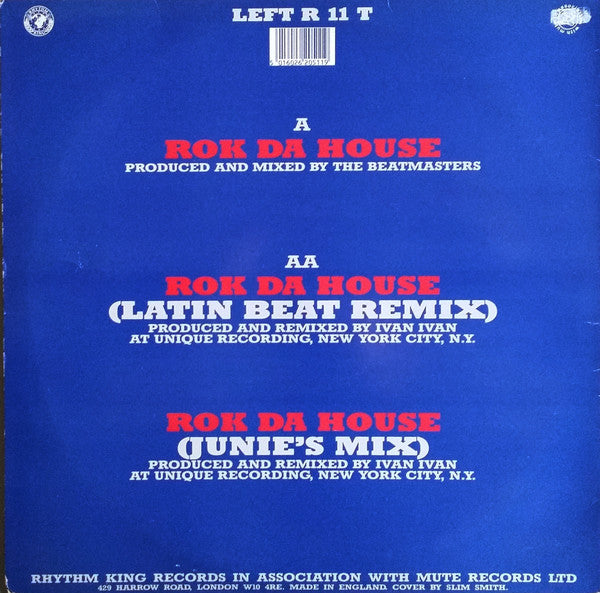 LEFT R 11 T
5 016026 205119
A
ROK DA HOUSE
PRODUCED AND MIXED BY THE BEATMASTERS
AA
ROK DA HOUSE
(LATIN BEAT REMIX)
PRODUCED AND REMIXED BY IVAN IVAN
AT UNIQUE RECORDING, NEW YORK CITY, N.Y.
ROK DA HOUSE
(JUNIE'S MIX)
PRODUCED AND REMIXED BY IVAN IVAN
AT UNIQUE RECORDING, NEW YORK CITY, N.Y.
RHYTHM KING RECORDS IN ASSOCIATION WITH MUTE RECORDS LTD
429 HARROW ROAD, LONDON W10 4RE. MADE IN ENGLAND. COVER BY SLIM SMITH.